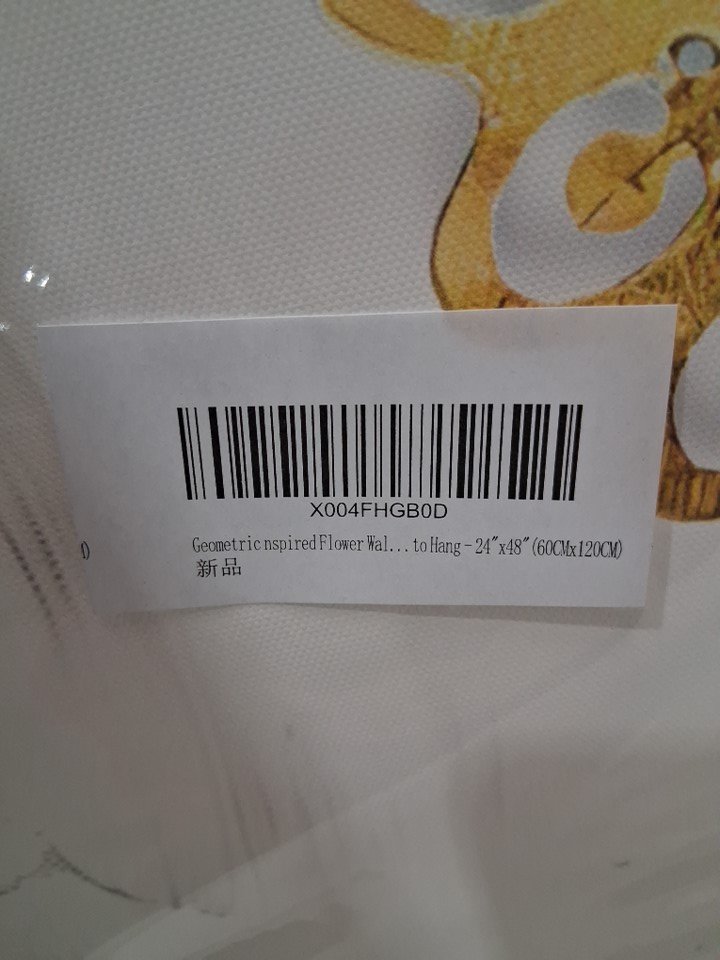 X004FHGB0D
Geometric nspired Flower Wal... to Hang - 24"x48" (60CMx120CM)
新品